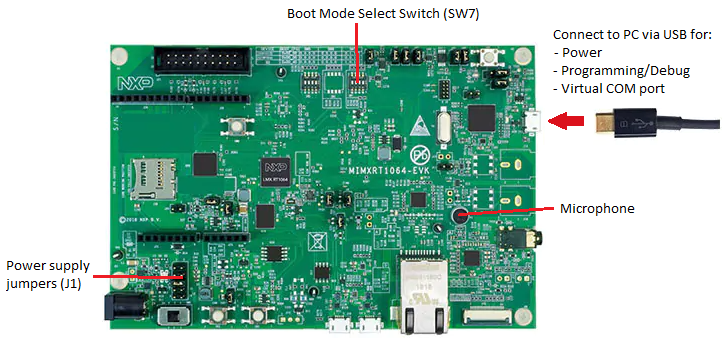 Boot Mode Select Switch (SW7)
Connect to PC via USB for:
- Power
- Programming/Debug
- Virtual COM port
NXP
S/N
NXP
MIMXRT1064-EVK
Microphone
Power supply
jumpers (J1)